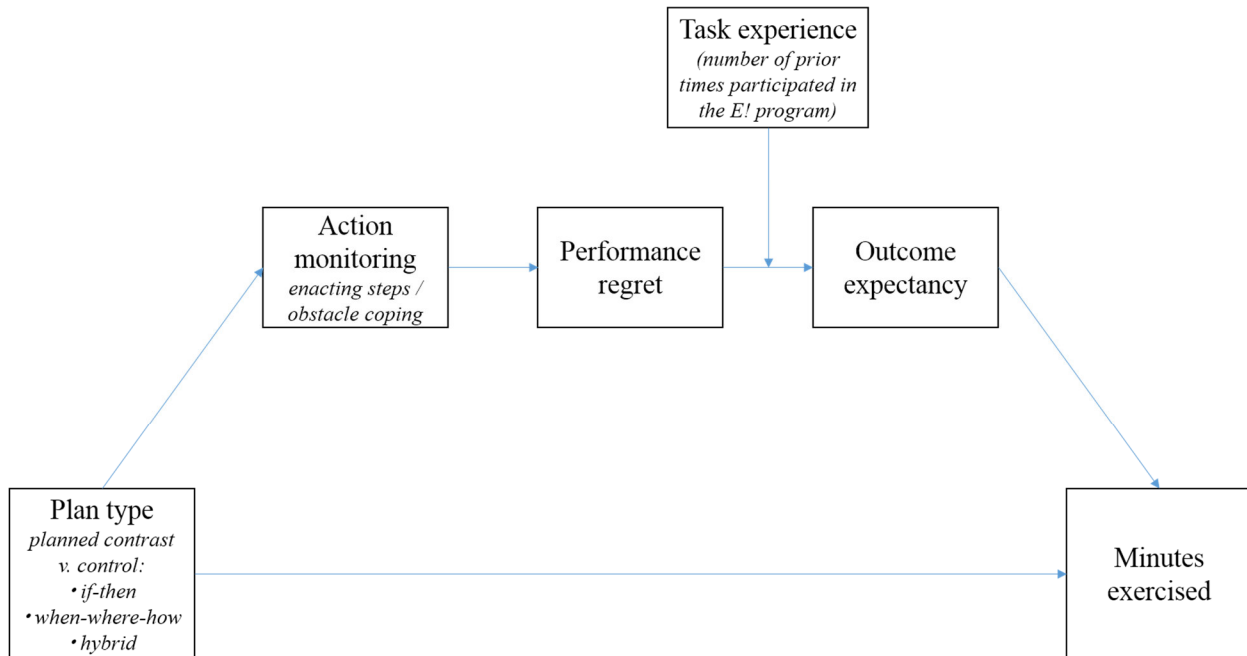 Task experience
(number of prior
times participated in
the E! program)
Action
monitoring
enacting steps /
obstacle coping
Performance
regret
Outcome
expectancy
Plan type
planned contrast
v. control:
• if-then
• when-where-how
• hybrid
Minutes
exercised